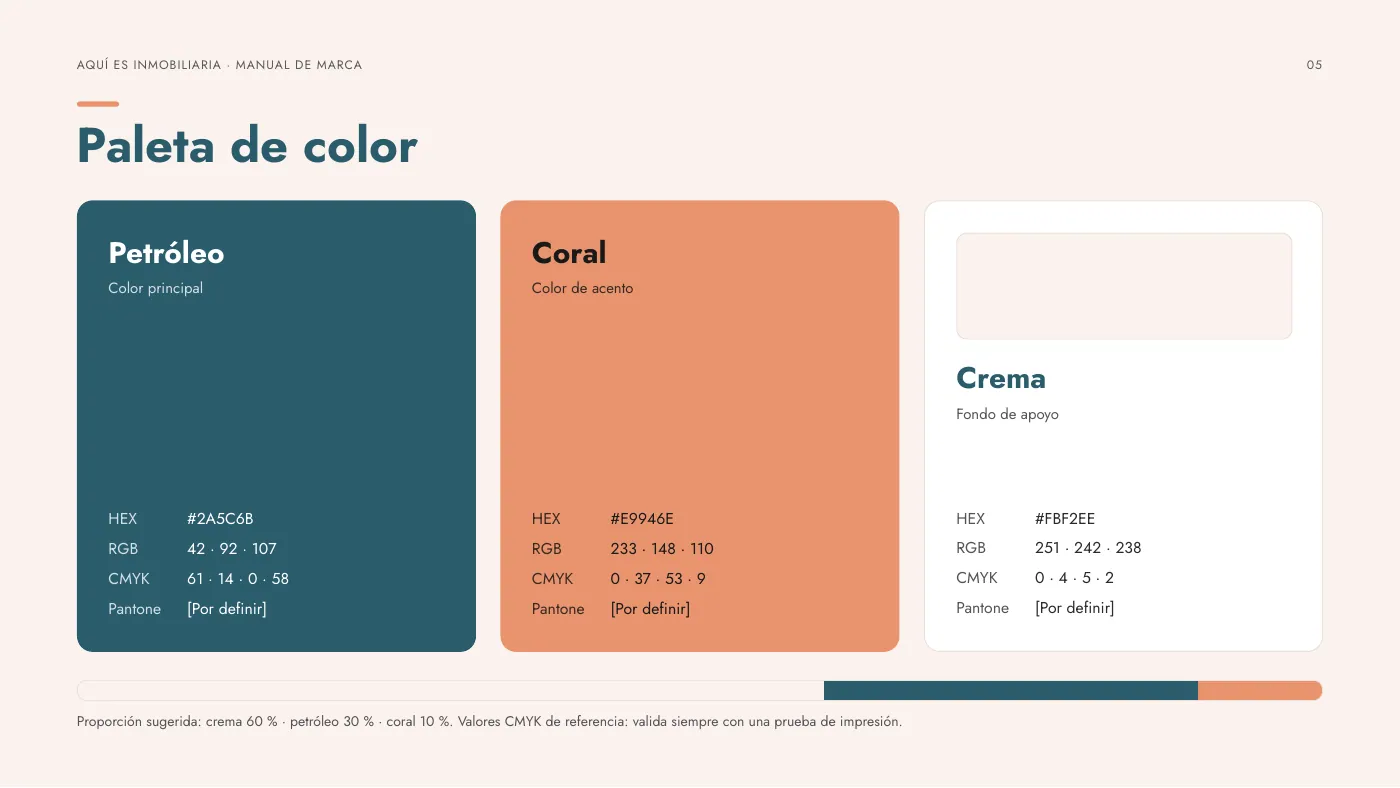 AQUÍ ES INMOBILIARIA · MANUAL DE MARCA
05
Paleta de color
Petróleo
Color principal
HEX #2A5C6B
RGB 42 · 92 · 107
CMYK 61 · 14 · 0 · 58
Pantone [Por definir]
Coral
Color de acento
HEX #E9946E
RGB 233 · 148 · 110
CMYK 0 · 37 · 53 · 9
Pantone [Por definir]
Crema
Fondo de apoyo
HEX #FBF2EE
RGB 251 · 242 · 238
CMYK 0 · 4 · 5 · 2
Pantone [Por definir]
Proporción sugerida: crema 60 % · petróleo 30 % · coral 10 %. Valores CMYK de referencia: valida siempre con una prueba de impresión.